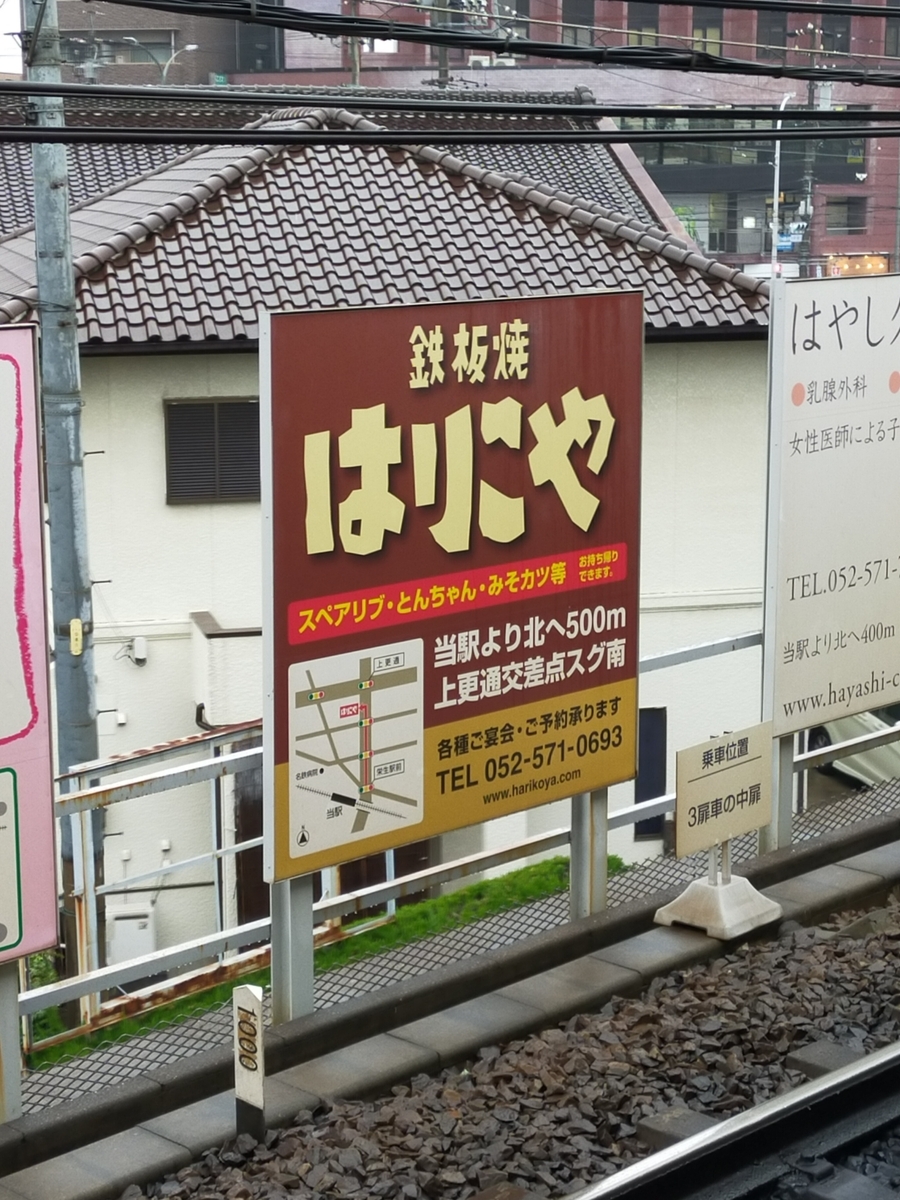 鉄板焼
はりこや
スペアリブ・とんちゃん・みそカツ等
お持ち帰り
できます。
当駅より北へ500m
上更通交差点スグ南
各種ご宴会・ご予約承ります
TEL 052-571-0693
www.harikoya.com
上更通
はりこや
名鉄病院
栄生駅前
当駅
はやし
乳腺外科
女性医師による子
TEL.052-571-
当駅より北へ400m
www.hayashi-c
乗車位置
3扉車の中扉
1.000